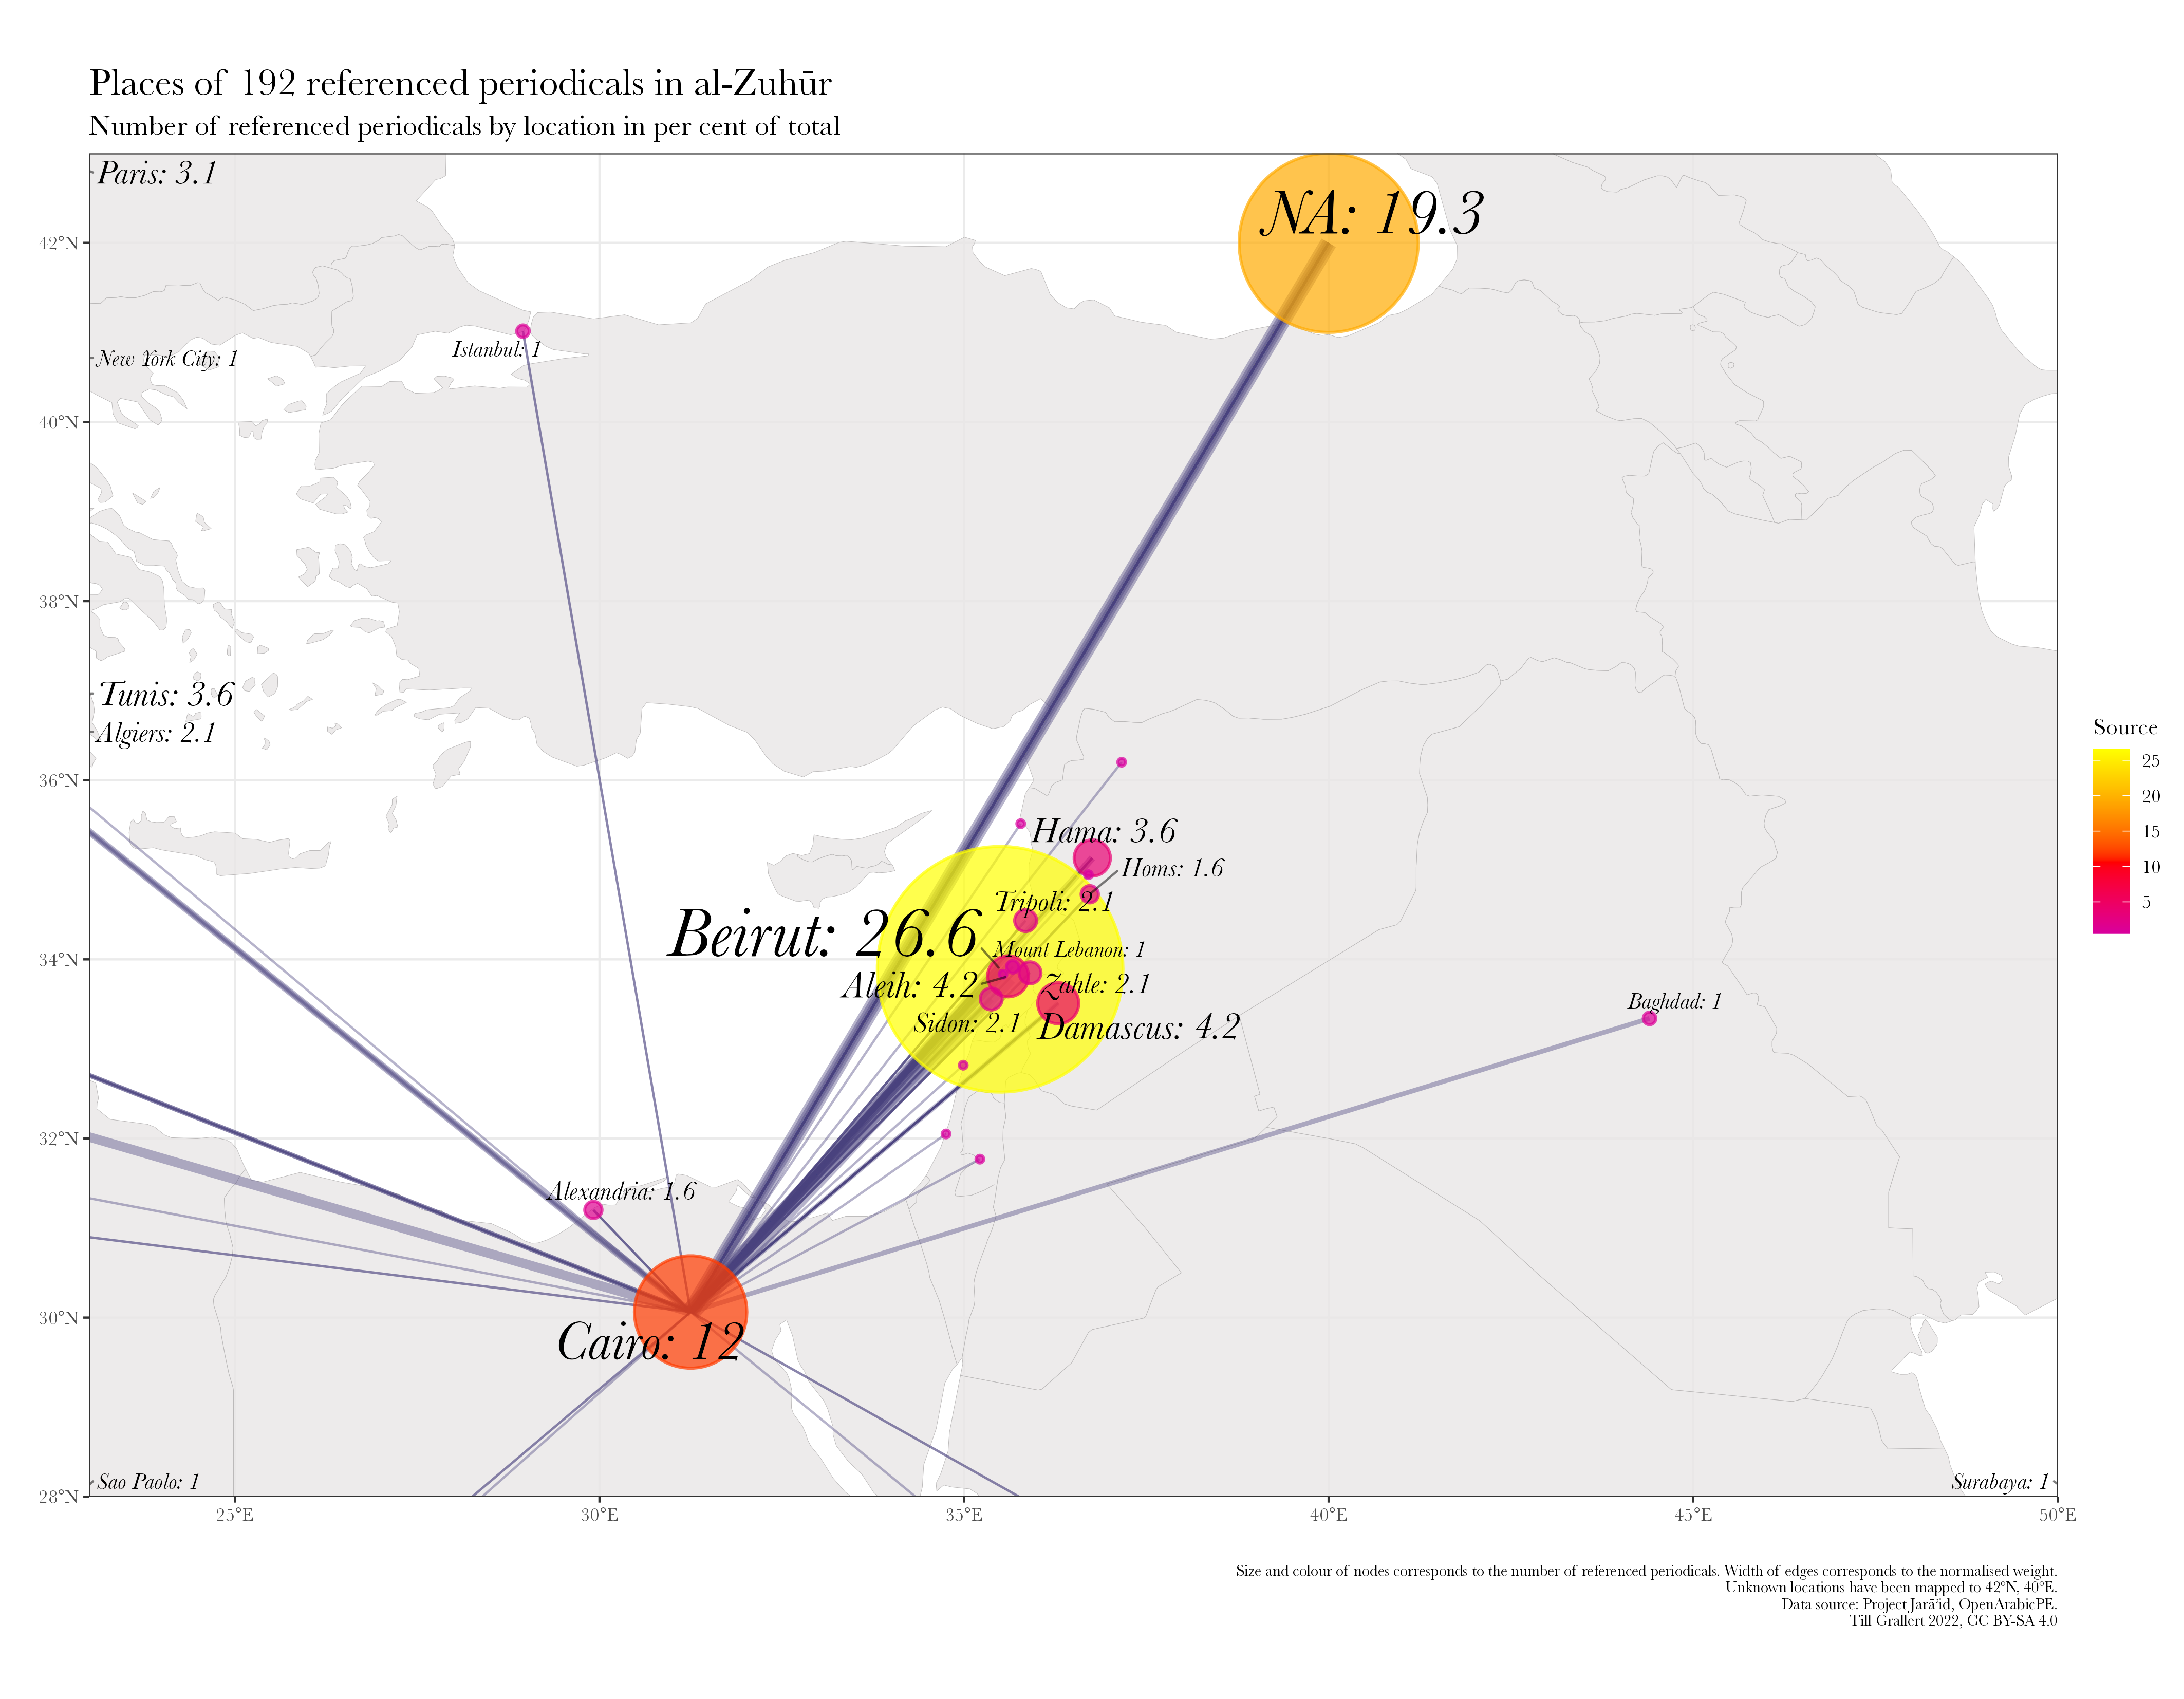 Places of 192 referenced periodicals in al-Zuhūr
Number of referenced periodicals by location in per cent of total
Paris: 3.1
NA: 19.3
42°N
Istanbul: 1
New York City: 1
40°N
38°N
Tunis: 3.6
Algiers: 2.1
Source
25
20
15
10
5
36°N
Hama: 3.6
Homs: 1.6
Tripoli: 2.1
Beirut: 26.6
Mount Lebanon: 1
34°N
Aleih: 4.2
Zahle: 2.1
Baghdad: 1
Sidon: 2.1
Damascus: 4.2
32°N
Alexandria: 1.6
30°N
Cairo: 12
Sao Paolo: 1
Surabaya: 1
28°N
25°E
30°E
35°E
40°E
45°E
50°E
Size and colour of nodes corresponds to the number of referenced periodicals. Width of edges corresponds to the normalised weight.
Unknown locations have been mapped to 42°N, 40°E.
Data source: Project Jarāʾid, OpenArabicPE.
Till Grallert 2022, CC BY-SA 4.0